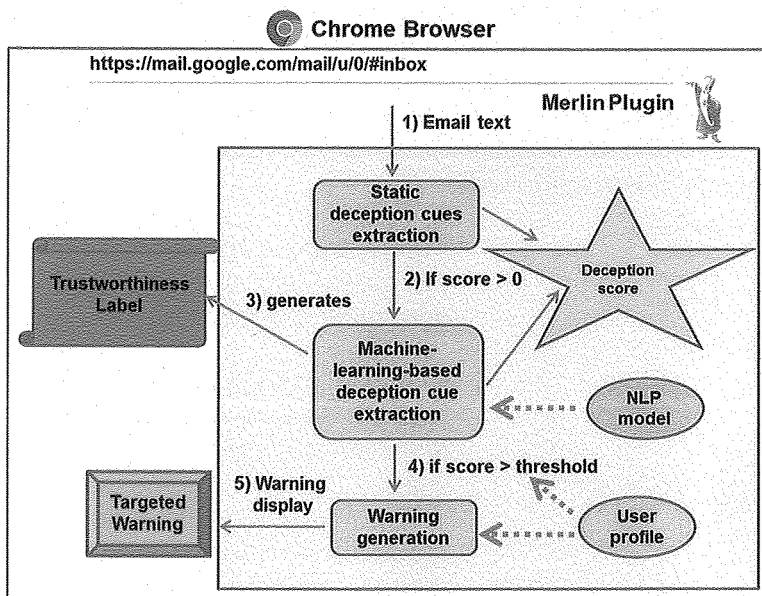 Chrome Browser
https://mail.google.com/mail/u/0/#inbox
Merlin Plugin
1) Email text
Static
deception cues
extraction
Deception
score
2) If score > 0
Trustworthiness
Label
3) generates
Machine-
learning-based
deception cue
extraction
NLP
model
4) if score > threshold
5) Warning
display
Targeted
Warning
Warning
generation
User
profile